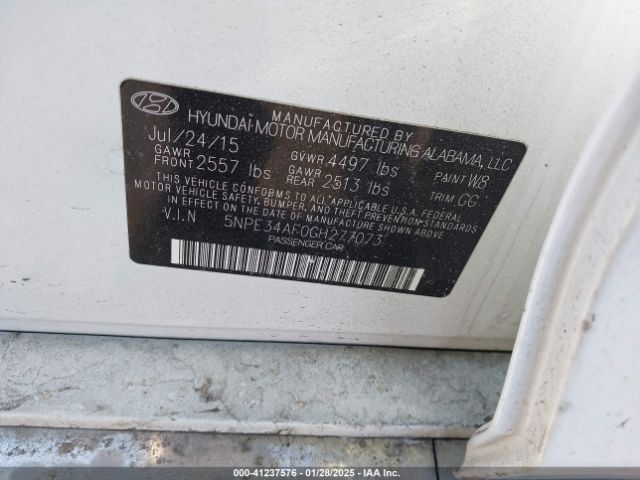 MANUFACTURED BY
HYUNDAI MOTOR MANUFACTURING ALABAMA, LLC
Jul/24/15 GVWR 4497 lbs PAINT W8
GAWR FRONT 2557 lbs GAWR REAR 2513 lbs TRIM GG
THIS VEHICLE CONFORMS TO ALL APPLICABLE U.S.A. FEDERAL
MOTOR VEHICLE SAFETY, BUMPER, AND THEFT PREVENTION STANDARDS
IN EFFECT ON THE DATE OF MANUFACTURE SHOWN ABOVE.
V.I.N 5NPE34AF0GH277073
PASSENGER CAR
000-41237576 | 01/28/2025 | IAA Inc.